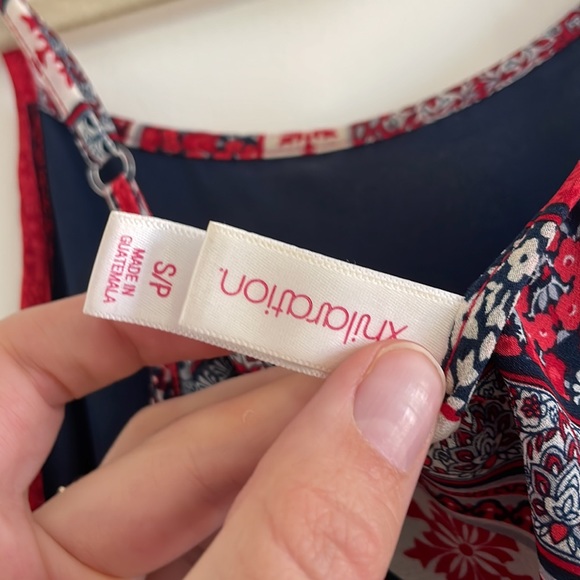 xhilaration.
S/P
MADE IN
GUATEMALA